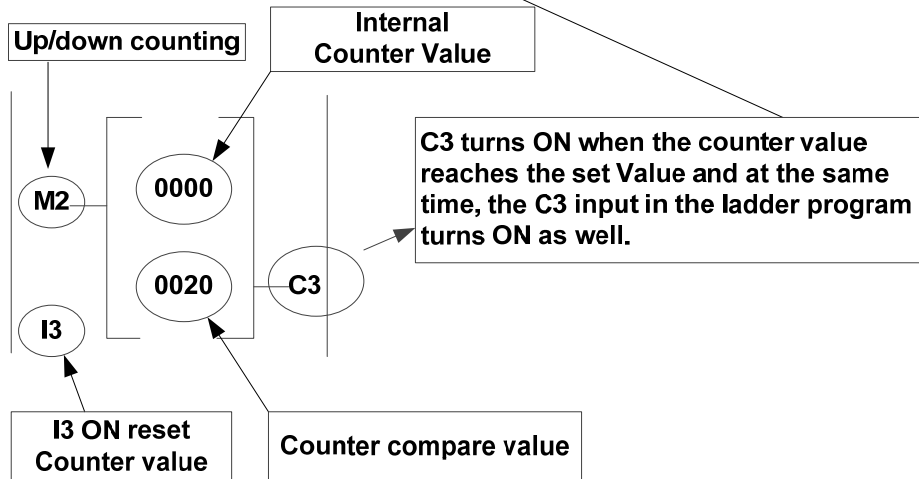 Internal
Counter Value
Up/down counting
C3 turns ON when the counter value
reaches the set Value and at the same
time, the C3 input in the ladder program
turns ON as well.
M2
0000
0020
C3
I3
I3 ON reset
Counter value
Counter compare value